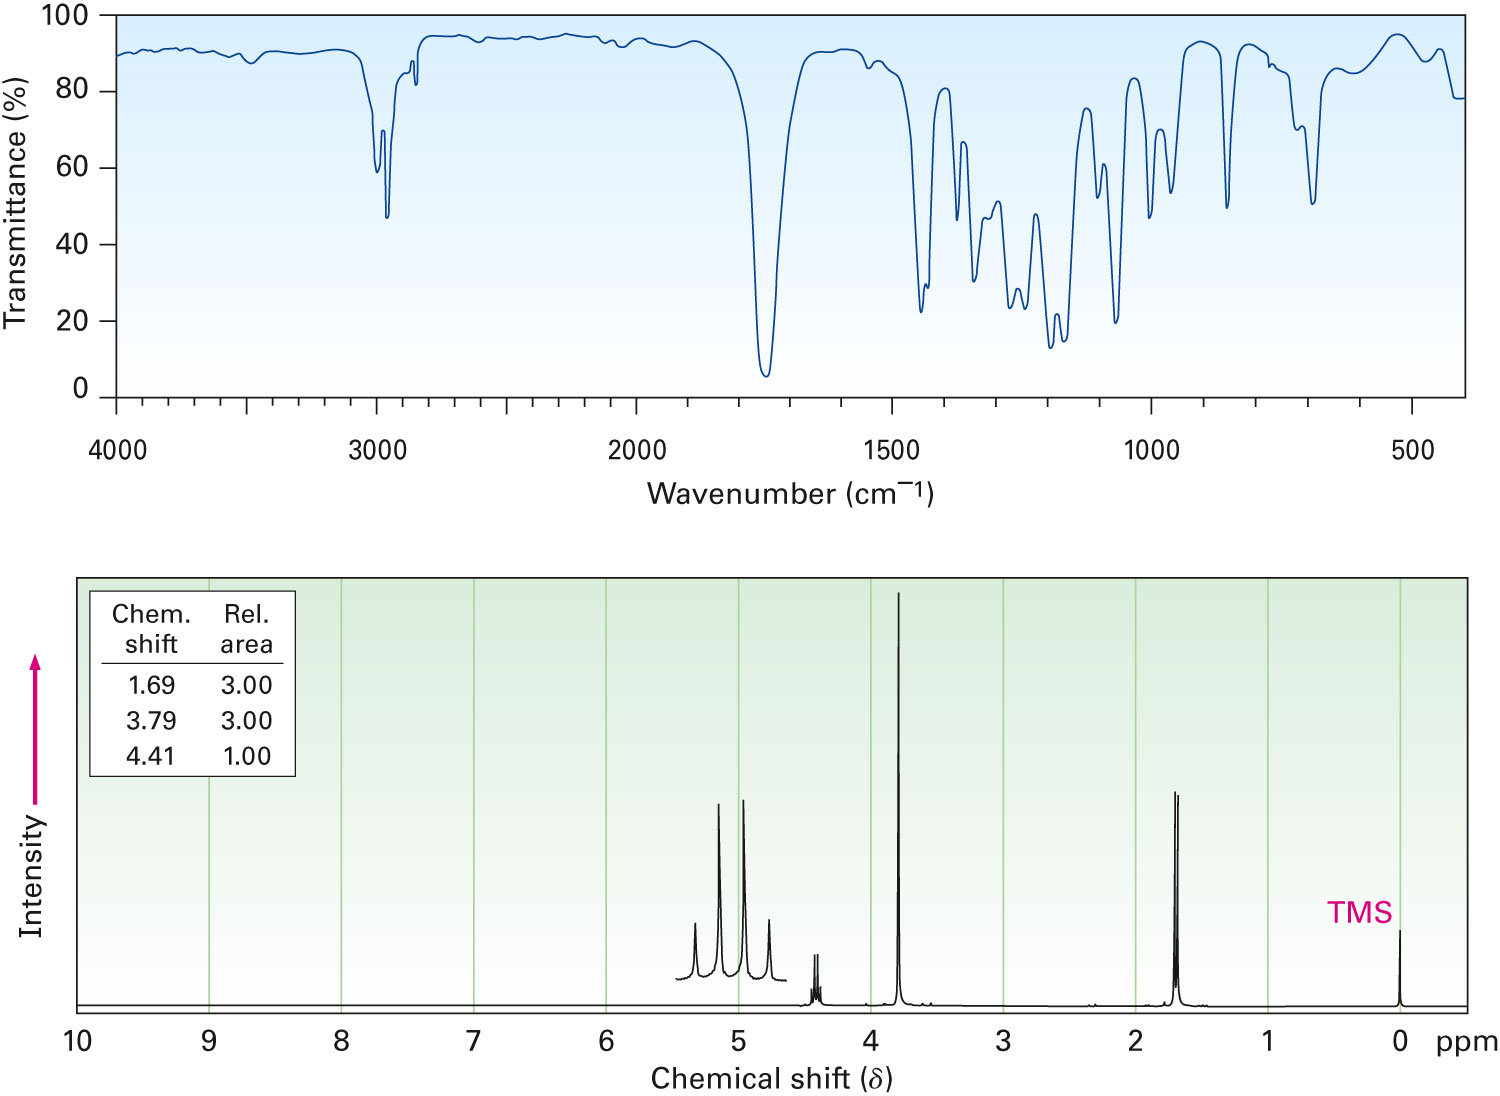 100
80
60
40
20
0
Transmittance (%)
4000 3000 2000 1500 1000 500
Wavenumber (cm⁻¹)
Chem. shift Rel. area
1.69 3.00
3.79 3.00
4.41 1.00
Intensity
TMS
10 9 8 7 6 5 4 3 2 1 0 ppm
Chemical shift (δ)